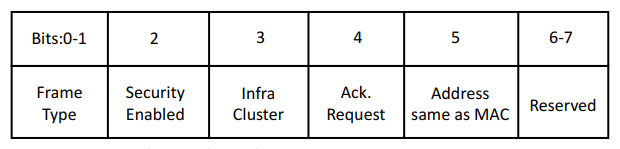 Bits:0-1 2 3 4 5 6-7
Frame Type Security Enabled Infra Cluster Ack. Request Address same as MAC Reserved